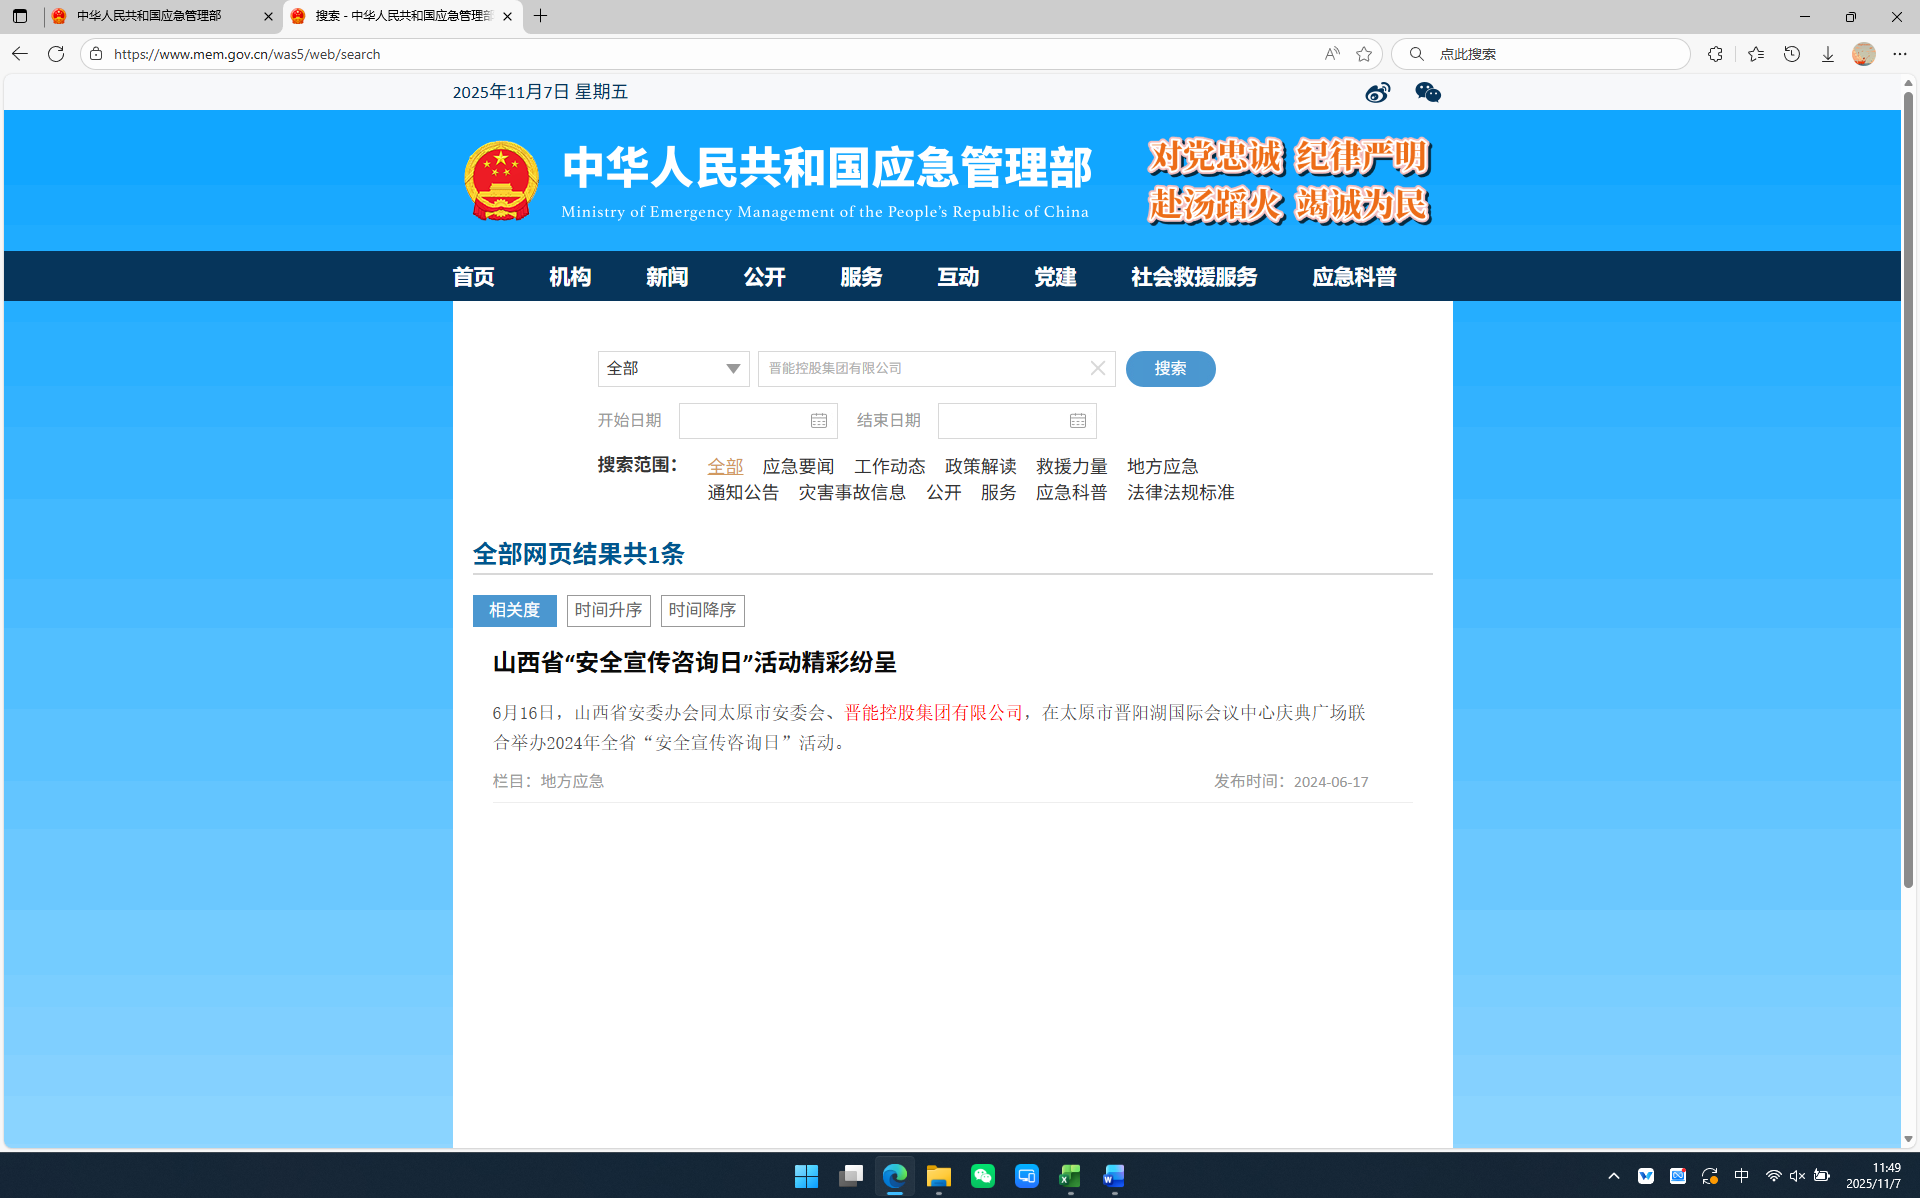 中华人民共和国应急管理部
搜索 - 中华人民共和国应急管理部
https://www.mem.gov.cn/was5/web/search
点此搜索
2025年11月7日 星期五
中华人民共和国应急管理部
Ministry of Emergency Management of the People's Republic of China
对党忠诚 纪律严明
赴汤蹈火 竭诚为民
首页 机构 新闻 公开 服务 互动 党建 社会救援服务 应急科普
全部 晋能控股集团有限公司 搜索
开始日期 结束日期
搜索范围： 全部 应急要闻 工作动态 政策解读 救援力量 地方应急
通知公告 灾害事故信息 公开 服务 应急科普 法律法规标准
全部网页结果共1条
相关度 时间升序 时间降序
山西省“安全宣传咨询日”活动精彩纷呈
6月16日，山西省安委办会同太原市安委会、晋能控股集团有限公司，在太原市晋阳湖国际会议中心庆典广场联
合举办2024年全省“安全宣传咨询日”活动。
栏目：地方应急 发布时间：2024-06-17
中
11:49
2025/11/7